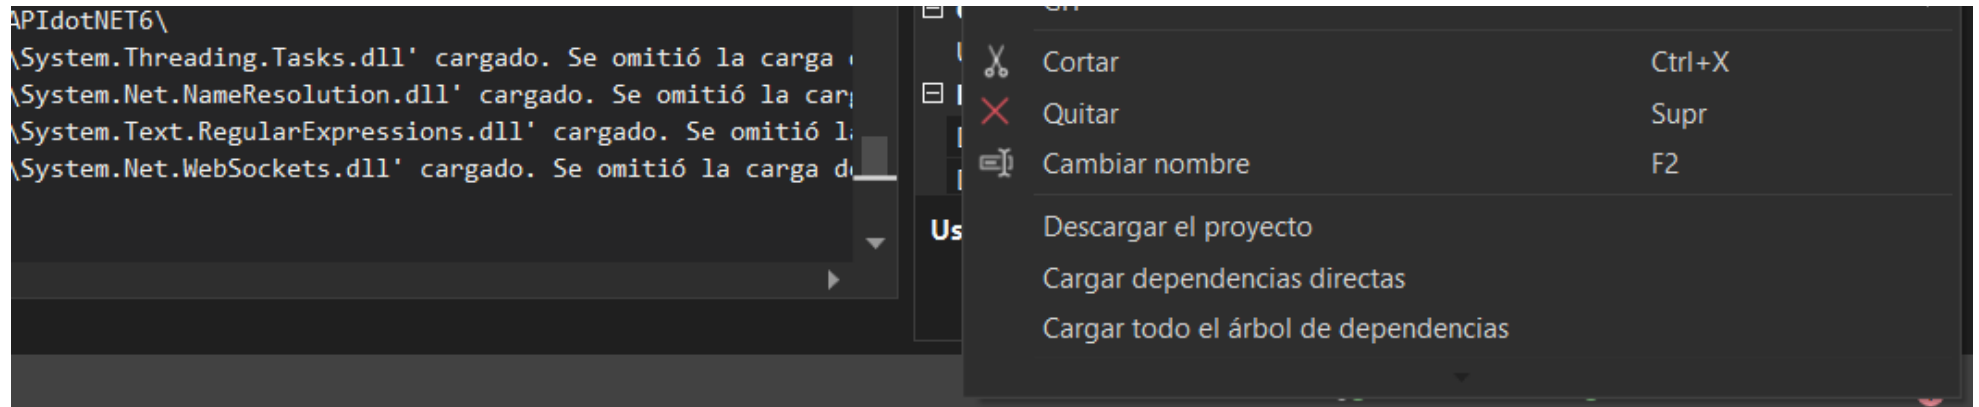 APIdotNET6\
\System.Threading.Tasks.dll' cargado. Se omitió la carga
\System.Net.NameResolution.dll' cargado. Se omitió la car
\System.Text.RegularExpressions.dll' cargado. Se omitió l
\System.Net.WebSockets.dll' cargado. Se omitió la carga d
Us
Cortar Ctrl+X
Quitar Supr
Cambiar nombre F2
Descargar el proyecto
Cargar dependencias directas
Cargar todo el árbol de dependencias